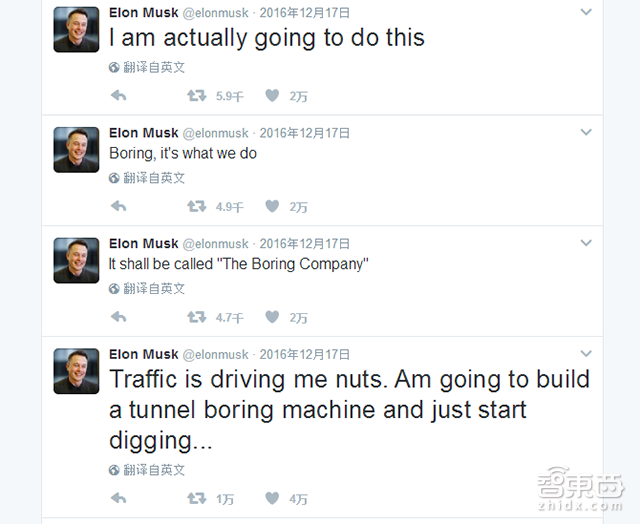 Elon Musk @elonmusk · 2016年12月17日
I am actually going to do this
翻译自英文
5.9千 2万
Elon Musk @elonmusk · 2016年12月17日
Boring, it's what we do
翻译自英文
4.9千 2万
Elon Musk @elonmusk · 2016年12月17日
It shall be called "The Boring Company"
翻译自英文
4.7千 2万
Elon Musk @elonmusk · 2016年12月17日
Traffic is driving me nuts. Am going to build
a tunnel boring machine and just start
digging...
翻译自英文
1万 4万
智東西
zhidx.com